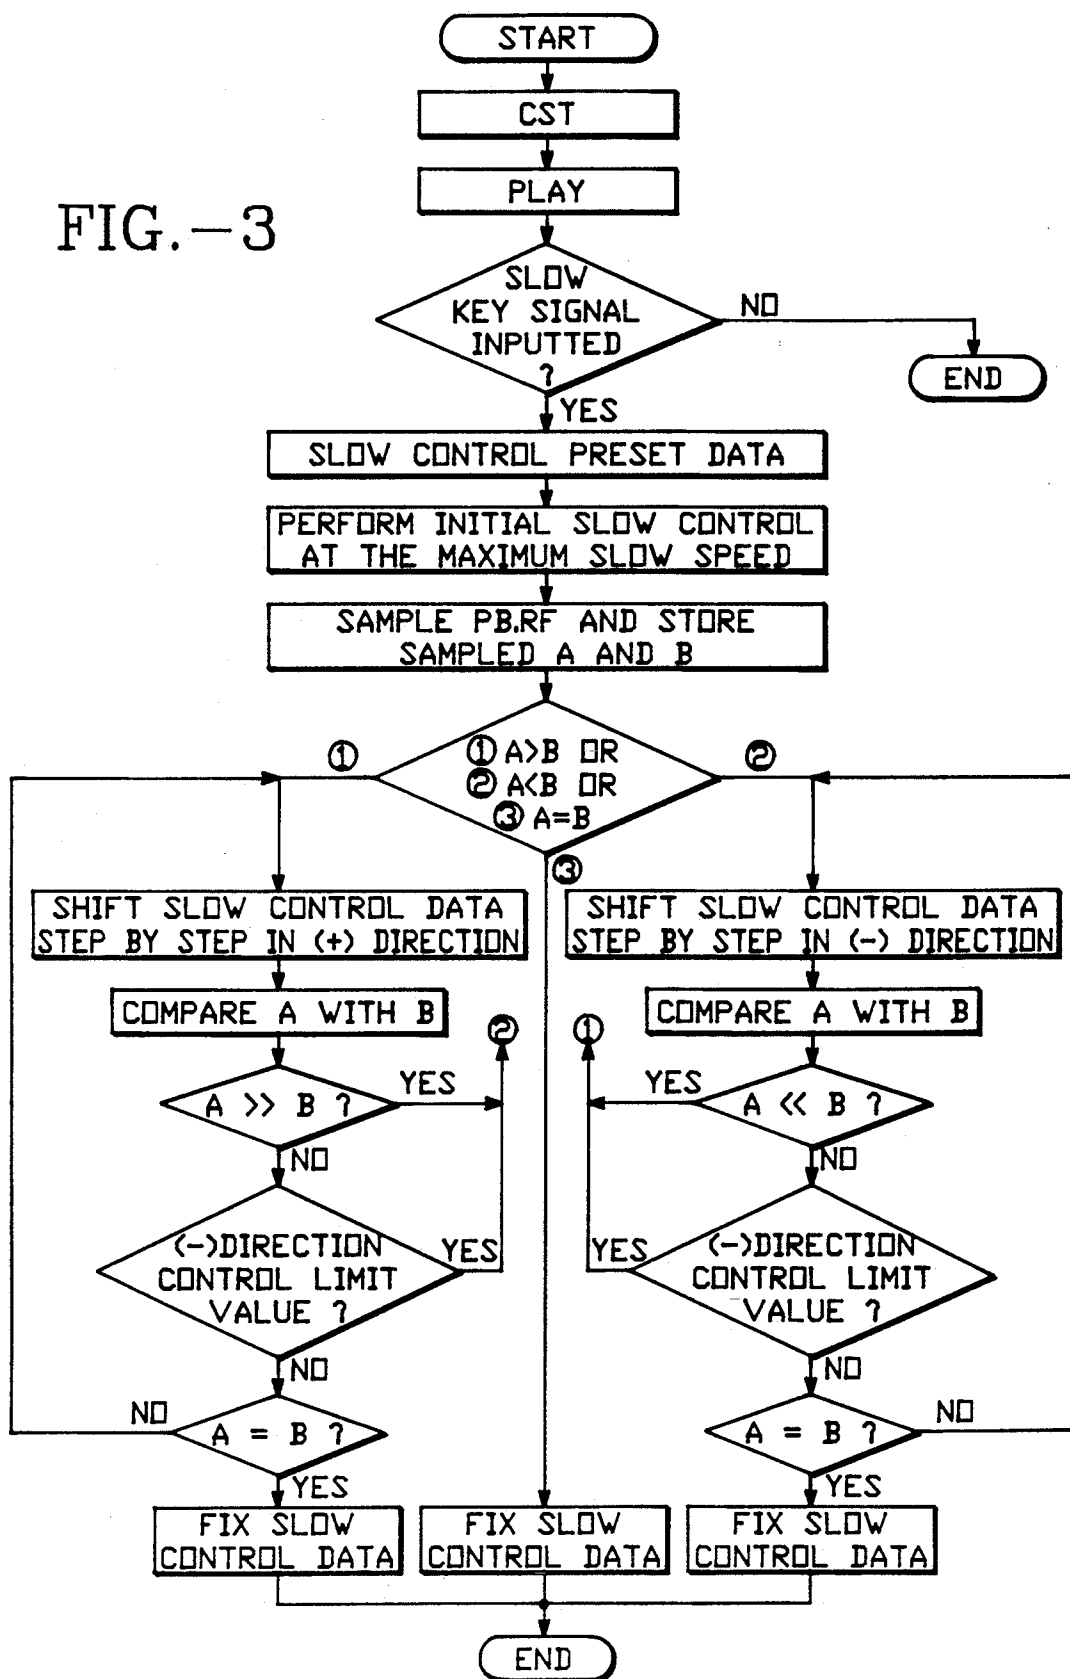 START
CST
PLAY
FIG.-3
SLOW
KEY SIGNAL
INPUTTED
?
NO
END
YES
SLOW CONTROL PRESET DATA
PERFORM INITIAL SLOW CONTROL
AT THE MAXIMUM SLOW SPEED
SAMPLE PB.RF AND STORE
SAMPLED A AND B
①
① A>B OR
② A<B OR
③ A=B
②
③
SHIFT SLOW CONTROL DATA
STEP BY STEP IN (+) DIRECTION
SHIFT SLOW CONTROL DATA
STEP BY STEP IN (-) DIRECTION
COMPARE A WITH B
②
①
COMPARE A WITH B
A >> B ?
YES
YES
A << B ?
NO
NO
(-)DIRECTION
CONTROL LIMIT
VALUE ?
YES
YES
(-)DIRECTION
CONTROL LIMIT
VALUE ?
NO
NO
NO
A = B ?
A = B ?
NO
YES
YES
FIX SLOW
CONTROL DATA
FIX SLOW
CONTROL DATA
FIX SLOW
CONTROL DATA
END